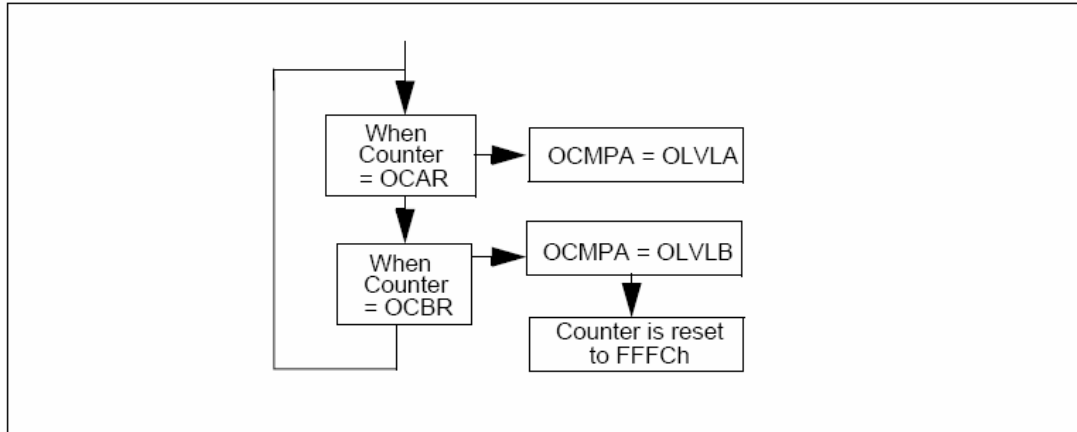 When
Counter
= OCAR
OCMPA = OLVLA
When
Counter
= OCBR
OCMPA = OLVLB
Counter is reset
to FFFCh